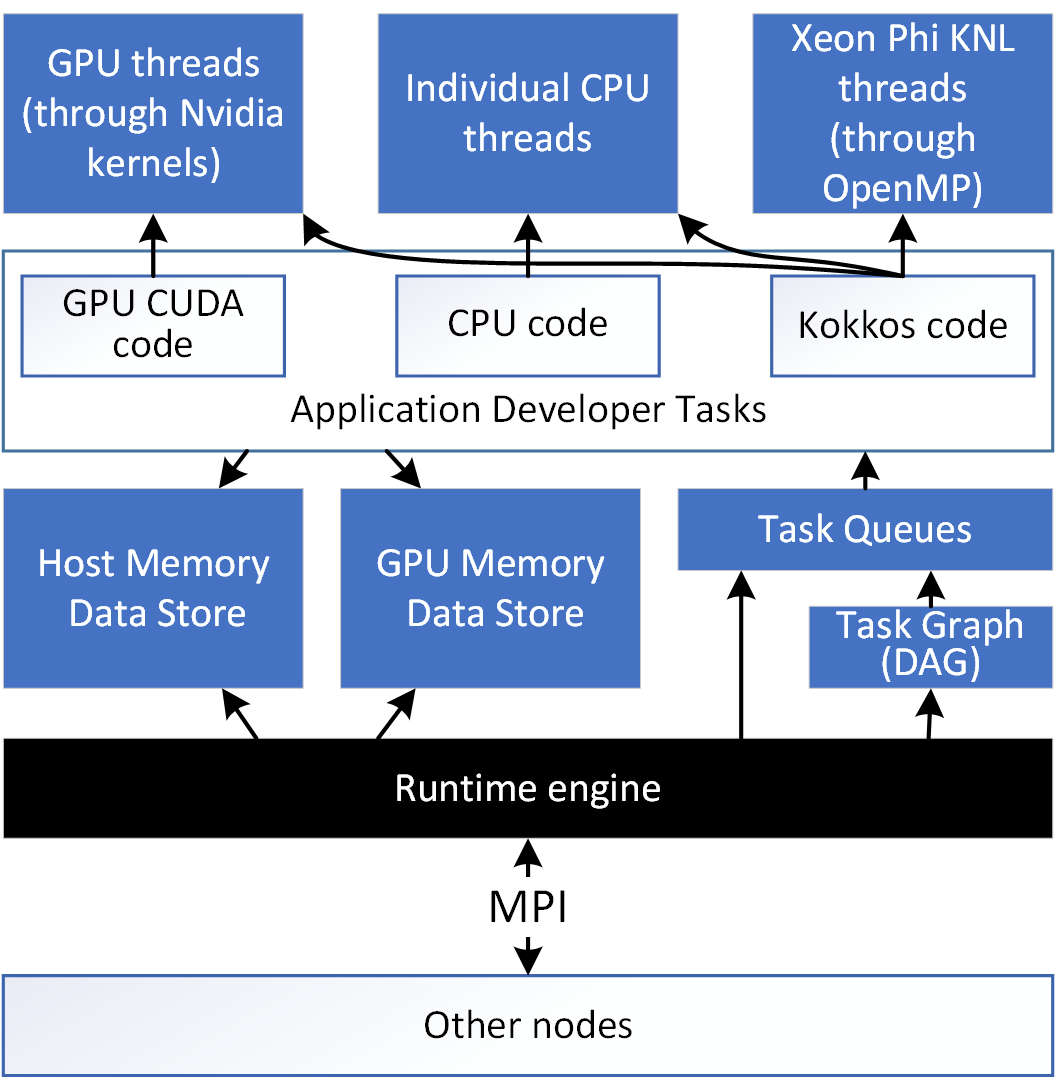 GPU threads
(through Nvidia
kernels)
Individual CPU
threads
Xeon Phi KNL
threads
(through
OpenMP)
GPU CUDA
code
CPU code
Kokkos code
Application Developer Tasks
Host Memory
Data Store
GPU Memory
Data Store
Task Queues
Task Graph
(DAG)
Runtime engine
MPI
Other nodes